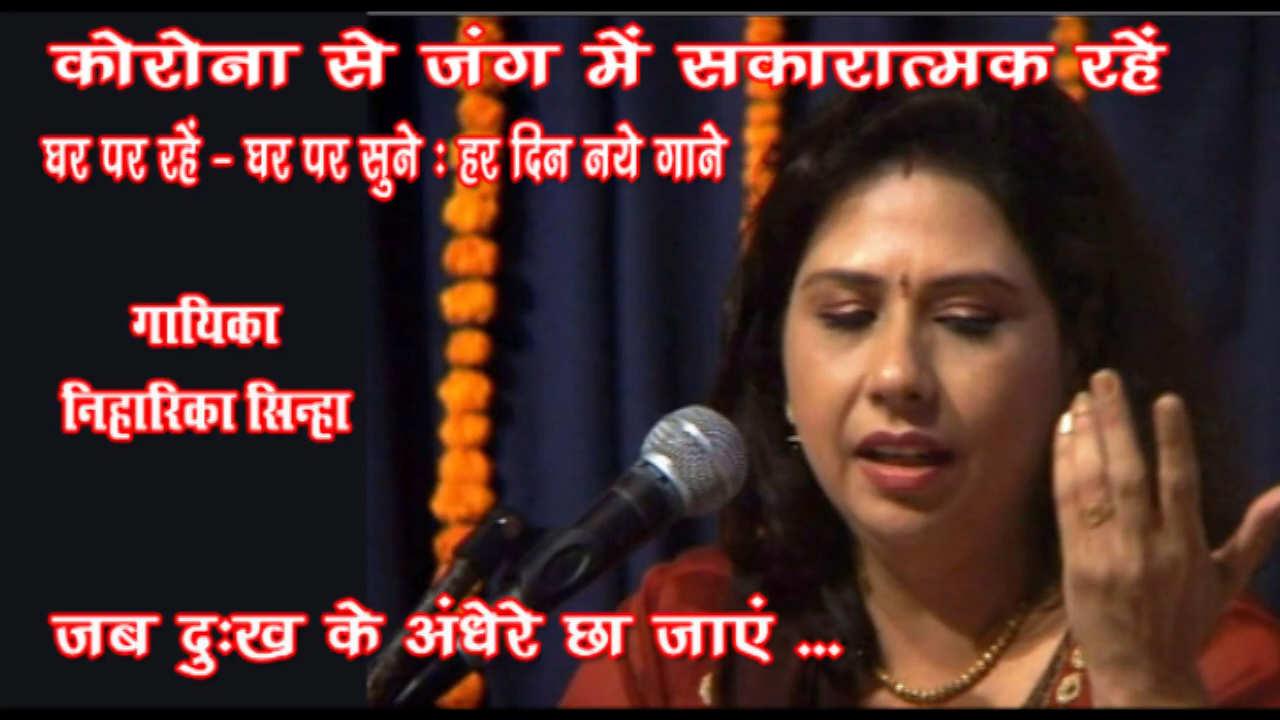 कोरोना से जंग में सकारात्मक रहें
घर पर रहें - घर पर सुने : हर दिन नये गाने
गायिका
निहारिका सिन्हा
जब दुःख के अंधेरे छा जाएं ...